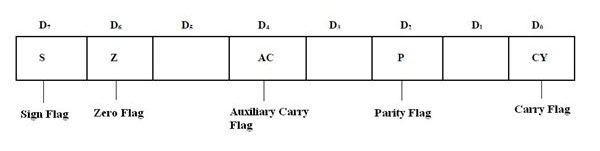 D₇ D₆ D₅ D₄ D₃ D₂ D₁ D₀
S Z AC P CY
Sign Flag Zero Flag Auxiliary Carry Parity Flag Carry Flag
Flag